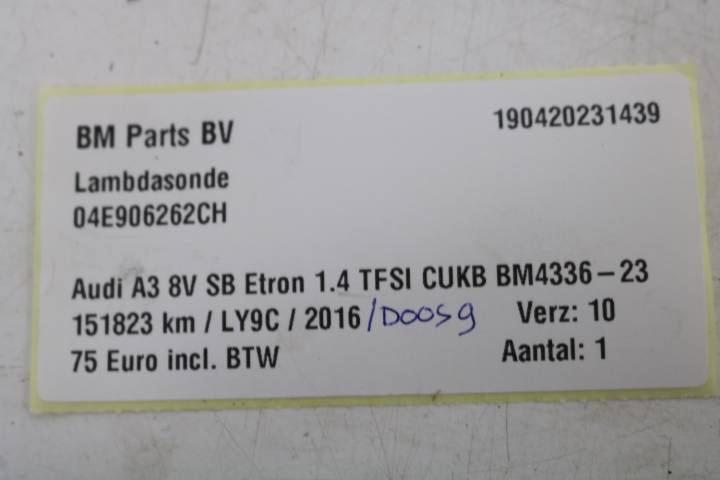 BM Parts BV 190420231439
Lambdasonde
04E906262CH
Audi A3 8V SB Etron 1.4 TFSI CUKB BM4336-23
151823 km / LY9C / 2016 /DOOS9 Verz: 10
75 Euro incl. BTW Aantal: 1